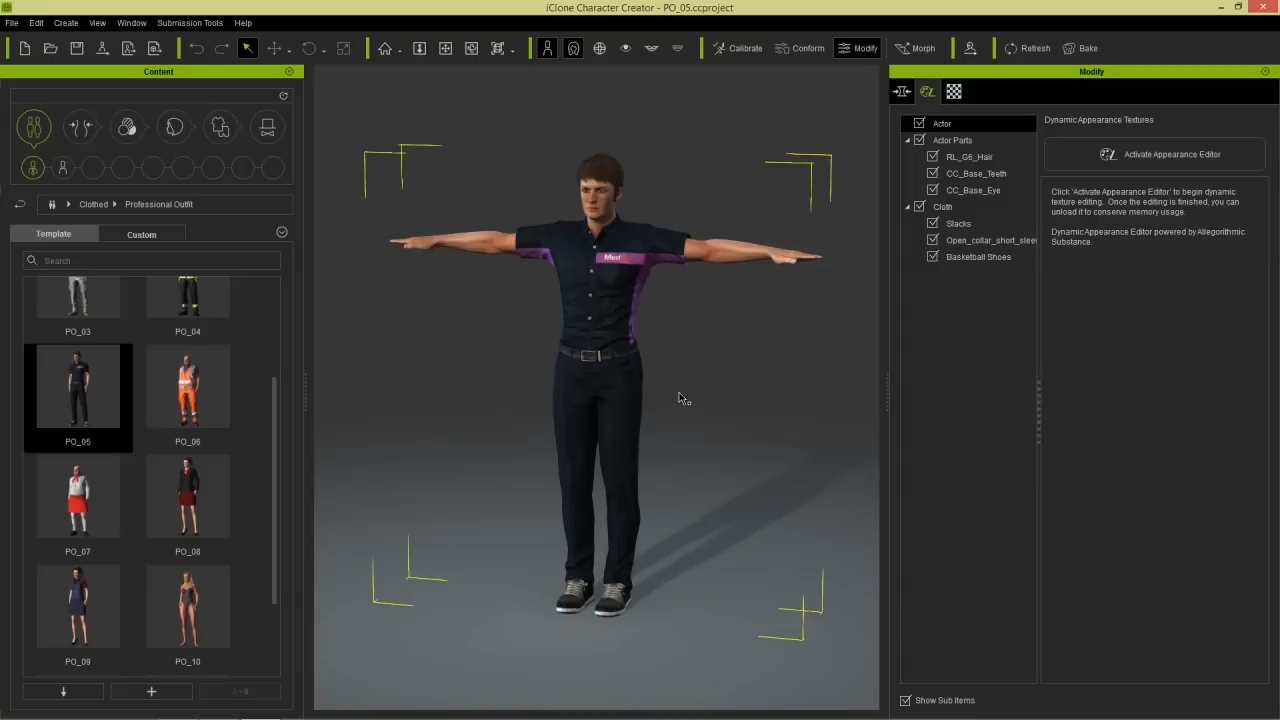 iClone Character Creator - PO_05.ccproject
File Edit Create View Window Submission Tools Help
Calibrate Conform Modify Morph Refresh Bake
Content
Clothed Professional Outfit
Template Custom
Search
PO_03 PO_04
PO_05 PO_06
PO_07 PO_08
PO_09 PO_10
Med
Modify
Actor
Actor Parts
RL_G6_Hair
CC_Base_Teeth
CC_Base_Eye
Cloth
Slacks
Open_collar_short_slee
Basketball Shoes
Show Sub Items
Dynamic Appearance Textures
Activate Appearance Editor
Click 'Activate Appearance Editor' to begin dynamic
texture editing. Once the editing is finished, you can
unload it to conserve memory usage.
Dynamic Appearance Editor powered by Allegorithmic
Substance.